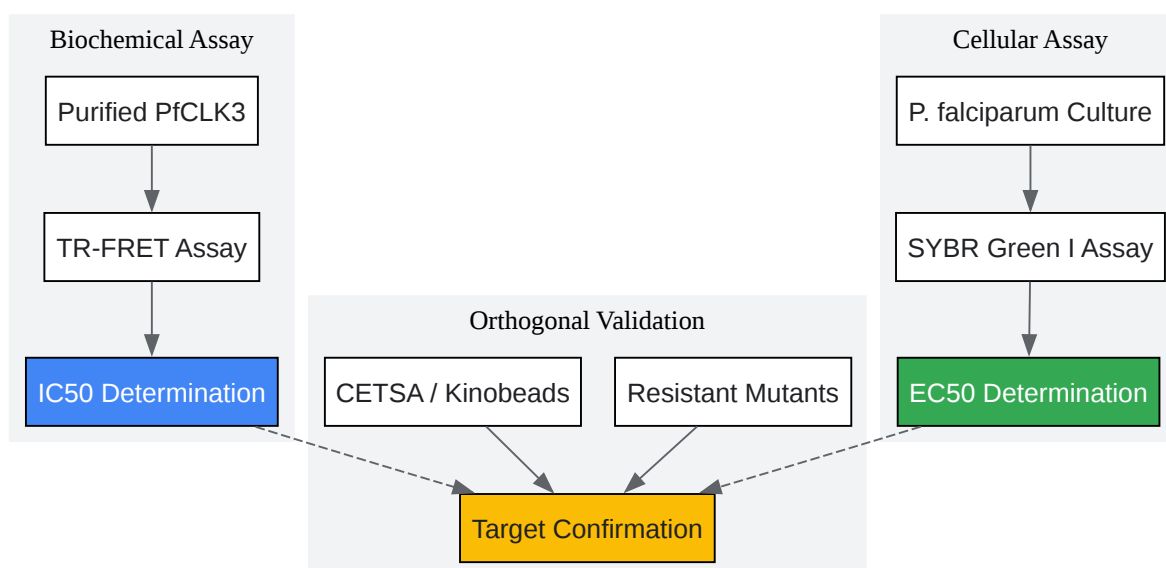 Biochemical Assay
Purified PfCLK3
TR-FRET Assay
IC50 Determination
Orthogonal Validation
CETSA / Kinobeads
Resistant Mutants
Target Confirmation
Cellular Assay
P. falciparum Culture
SYBR Green I Assay
EC50 Determination